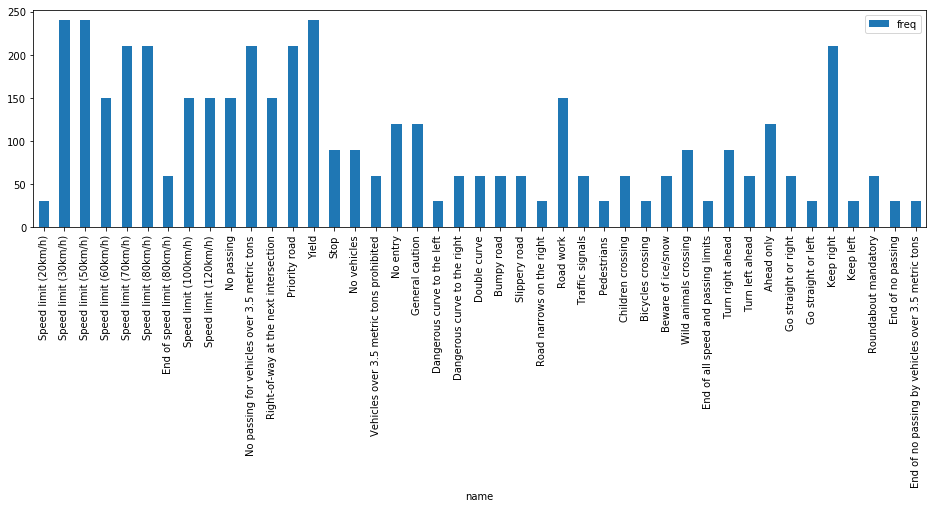 freq
250
200
150
100
50
0
Speed limit (20km/h)
Speed limit (30km/h)
Speed limit (50km/h)
Speed limit (60km/h)
Speed limit (70km/h)
Speed limit (80km/h)
End of speed limit (80km/h)
Speed limit (100km/h)
Speed limit (120km/h)
No passing
No passing for vehicles over 3.5 metric tons
Right-of-way at the next intersection
Priority road
Yield
Stop
No vehicles
Vehicles over 3.5 metric tons prohibited
No entry
General caution
Dangerous curve to the left
Dangerous curve to the right
Double curve
Bumpy road
Slippery road
Road narrows on the right
Road work
Traffic signals
Pedestrians
Children crossing
Bicycles crossing
Beware of ice/snow
Wild animals crossing
End of all speed and passing limits
Turn right ahead
Turn left ahead
Ahead only
Go straight or right
Go straight or left
Keep right
Keep left
Roundabout mandatory
End of no passing
End of no passing by vehicles over 3.5 metric tons
name